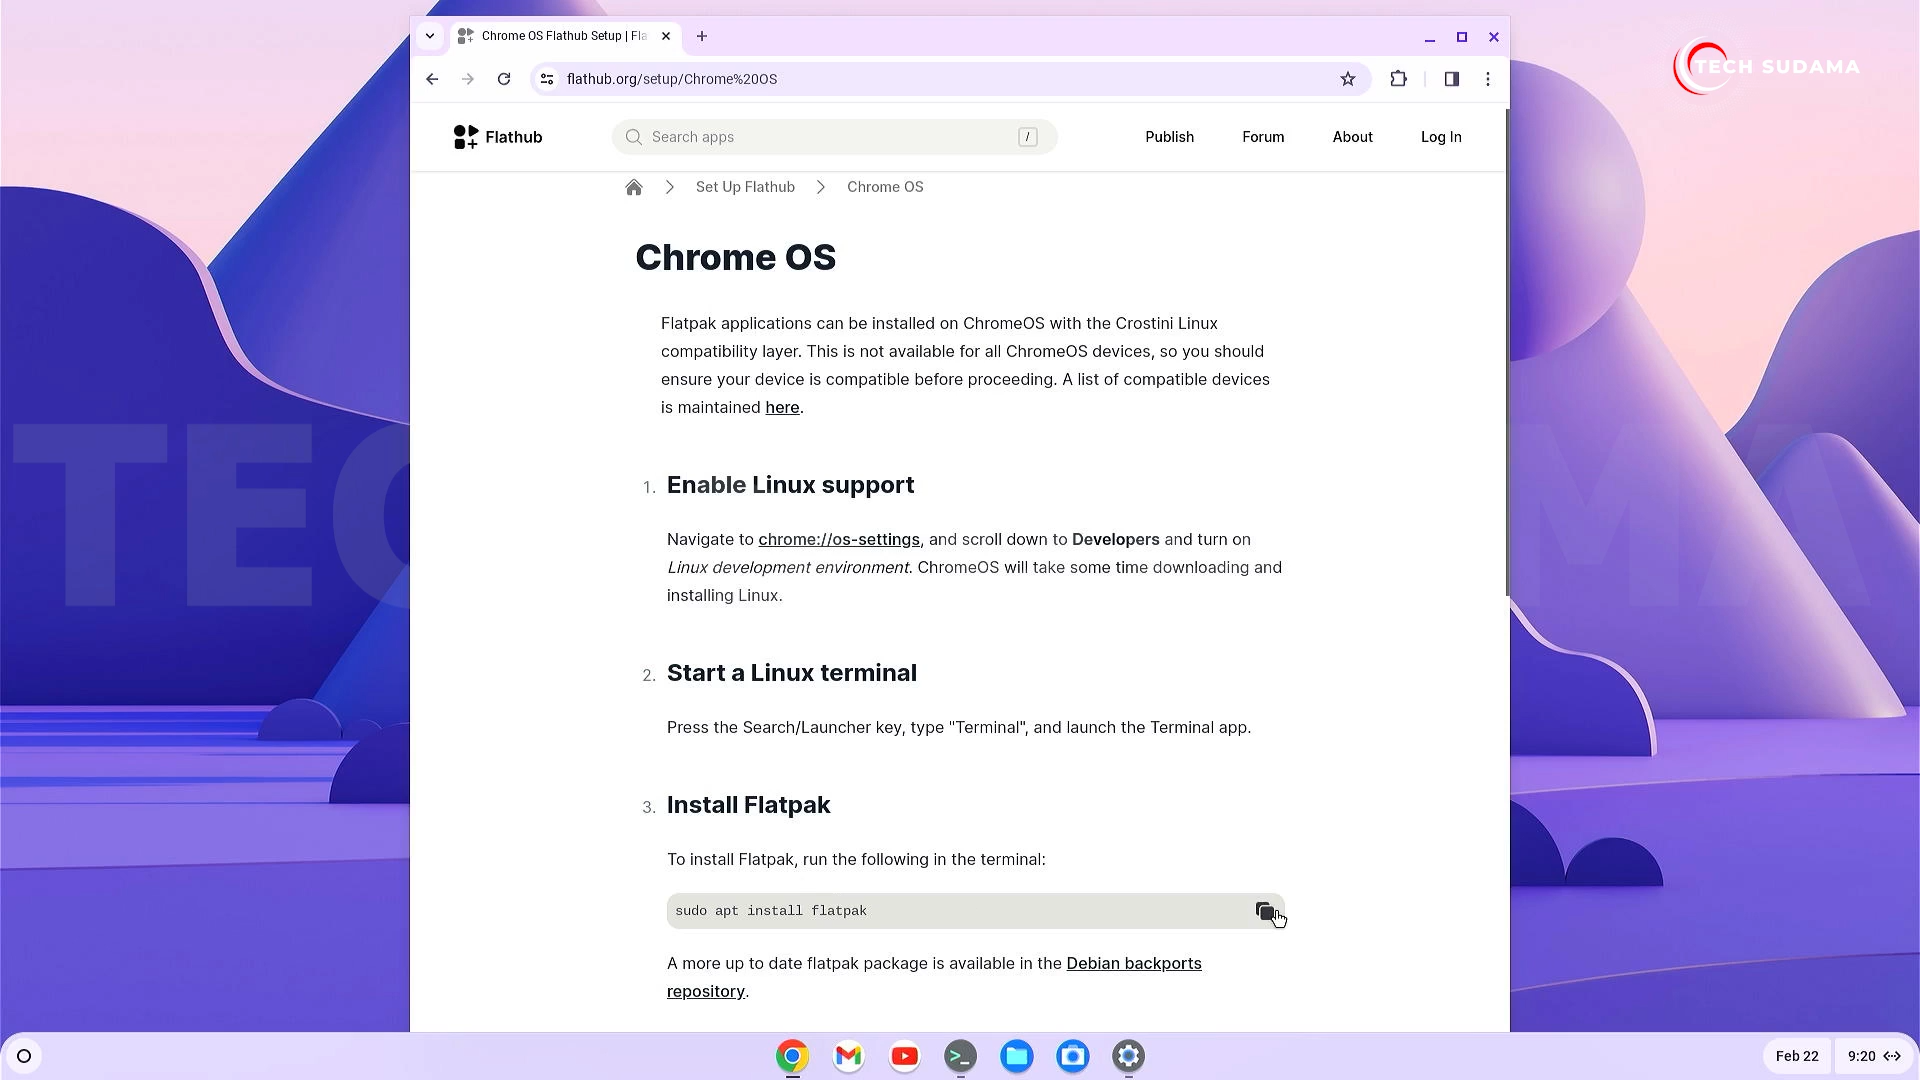 Chrome OS Flathub Setup | Fla
flathub.org/setup/Chrome%20OS
TECH SUDAMA
Flathub
Search apps
/
Publish
Forum
About
Log In
Set Up Flathub
Chrome OS
Chrome OS
Flatpak applications can be installed on ChromeOS with the Crostini Linux
compatibility layer. This is not available for all ChromeOS devices, so you should
ensure your device is compatible before proceeding. A list of compatible devices
is maintained here.
1. Enable Linux support
Navigate to chrome://os-settings, and scroll down to Developers and turn on
Linux development environment. ChromeOS will take some time downloading and
installing Linux.
2. Start a Linux terminal
Press the Search/Launcher key, type "Terminal", and launch the Terminal app.
3. Install Flatpak
To install Flatpak, run the following in the terminal:
sudo apt install flatpak
A more up to date flatpak package is available in the Debian backports
repository.
Feb 22
9:20